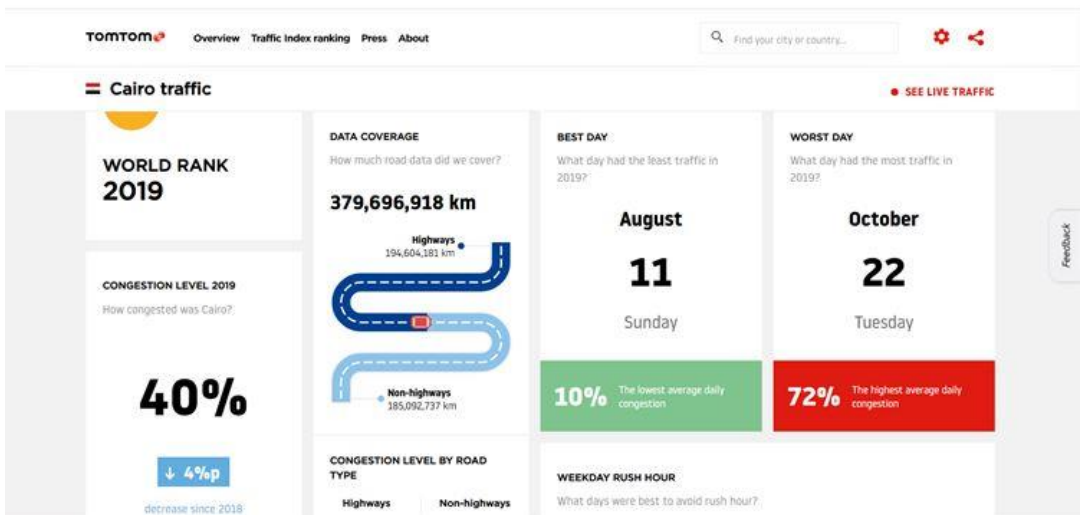 TOMTOM
Overview Traffic Index ranking Press About
Find your city or country...
Cairo traffic
SEE LIVE TRAFFIC
WORLD RANK
2019
CONGESTION LEVEL 2019
How congested was Cairo?
40%
↓ 4%p
decrease since 2018
DATA COVERAGE
How much road data did we cover?
379,696,918 km
Highways
194,604,181 km
Non-highways
185,092,737 km
CONGESTION LEVEL BY ROAD
TYPE
Highways Non-highways
BEST DAY
What day had the least traffic in
2019?
August
11
Sunday
10% The lowest average daily
congestion
WORST DAY
What day had the most traffic in
2019?
October
22
Tuesday
72% The highest average daily
congestion
WEEKDAY RUSH HOUR
What days were best to avoid rush hour?
Feedback